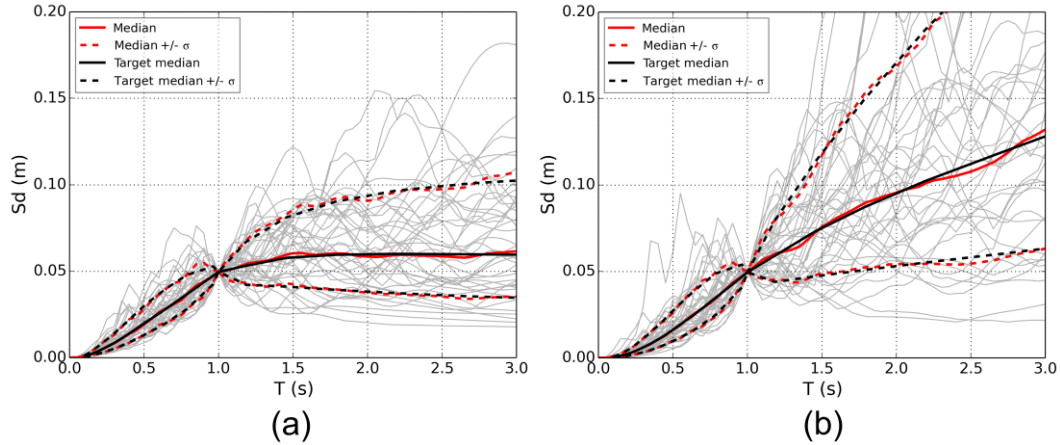 Median
Median +/- σ
Target median
Target median +/- σ
0.20
0.15
0.10
0.05
0.00
Sd (m)
0.0 0.5 1.0 1.5 2.0 2.5 3.0
T (s)
(a)
Median
Median +/- σ
Target median
Target median +/- σ
0.20
0.15
0.10
0.05
0.00
Sd (m)
0.0 0.5 1.0 1.5 2.0 2.5 3.0
T (s)
(b)